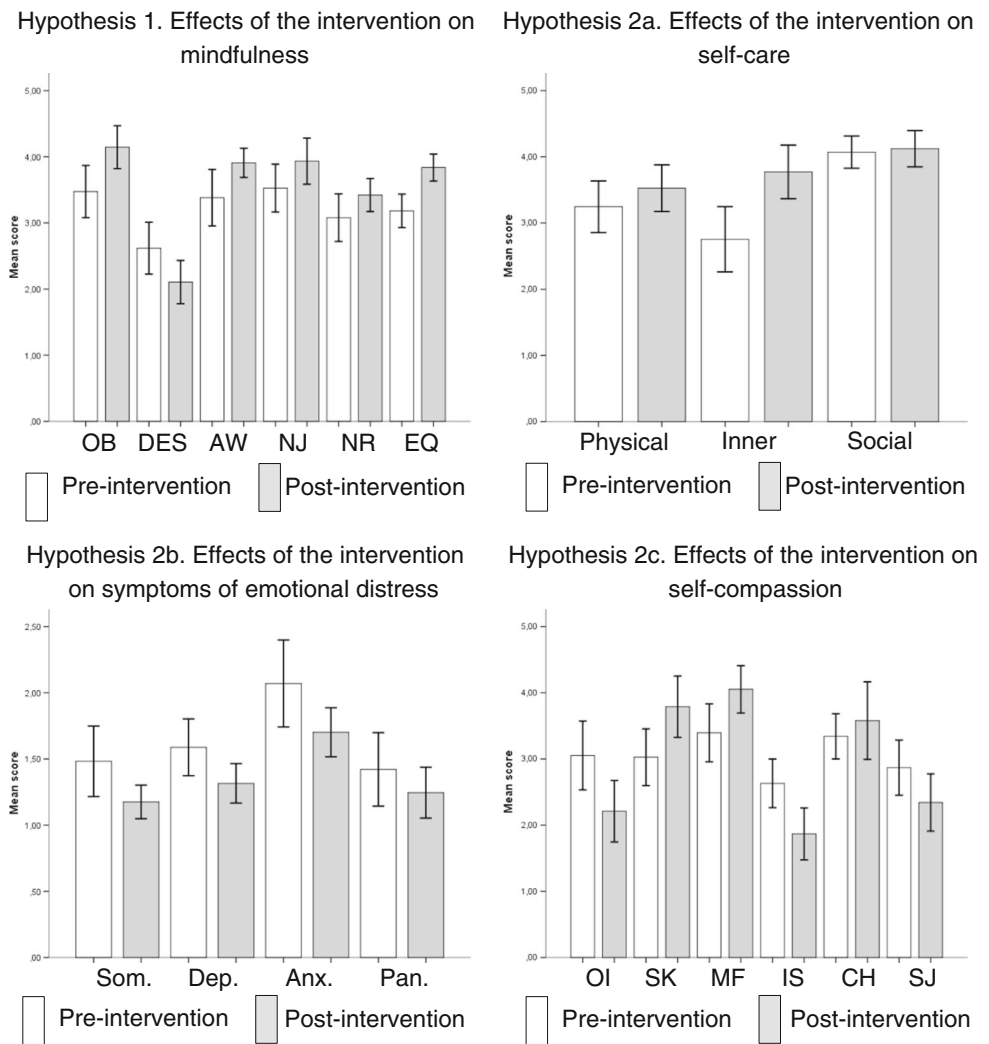 Hypothesis 1. Effects of the intervention on
mindfulness
5,00
4,00
3,00
2,00
1,00
,00
Mean score
OB DES AW NJ NR EQ
Pre-intervention Post-intervention
Hypothesis 2a. Effects of the intervention on
self-care
5,00
4,00
3,00
2,00
1,00
,00
Mean score
Physical Inner Social
Pre-intervention Post-intervention
Hypothesis 2b. Effects of the intervention
on symptoms of emotional distress
2,50
2,00
1,50
1,00
,50
,00
Mean score
Som. Dep. Anx. Pan.
Pre-intervention Post-intervention
Hypothesis 2c. Effects of the intervention on
self-compassion
5,00
4,00
3,00
2,00
1,00
,00
Mean score
OI SK MF IS CH SJ
Pre-intervention Post-intervention